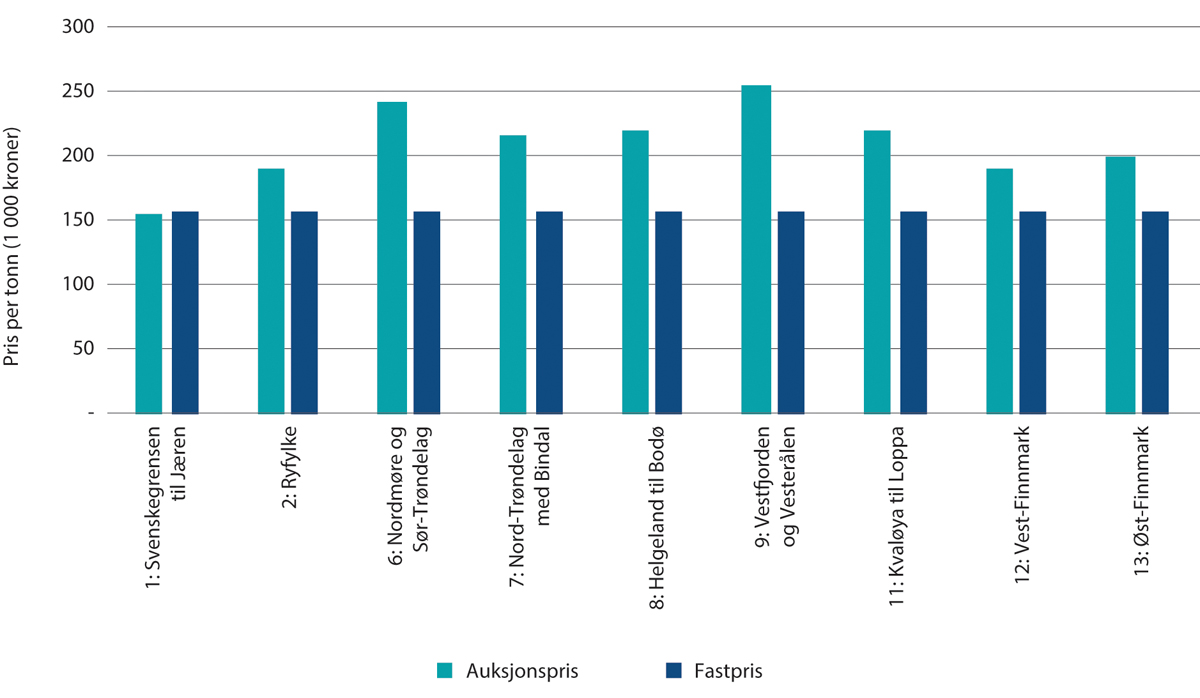 300
250
200
150
100
50
-
Pris per tonn (1 000 kroner)
1: Svenskegrensen
til Jæren
2: Ryfylke
6: Nordmøre og
Sør-Trøndelag
7: Nord-Trøndelag
med Bindal
8: Helgeland til Bodø
9: Vestfjorden
og Vesterålen
11: Kvaløya til Loppa
12: Vest-Finnmark
13: Øst-Finnmark
Auksjonspris
Fastpris